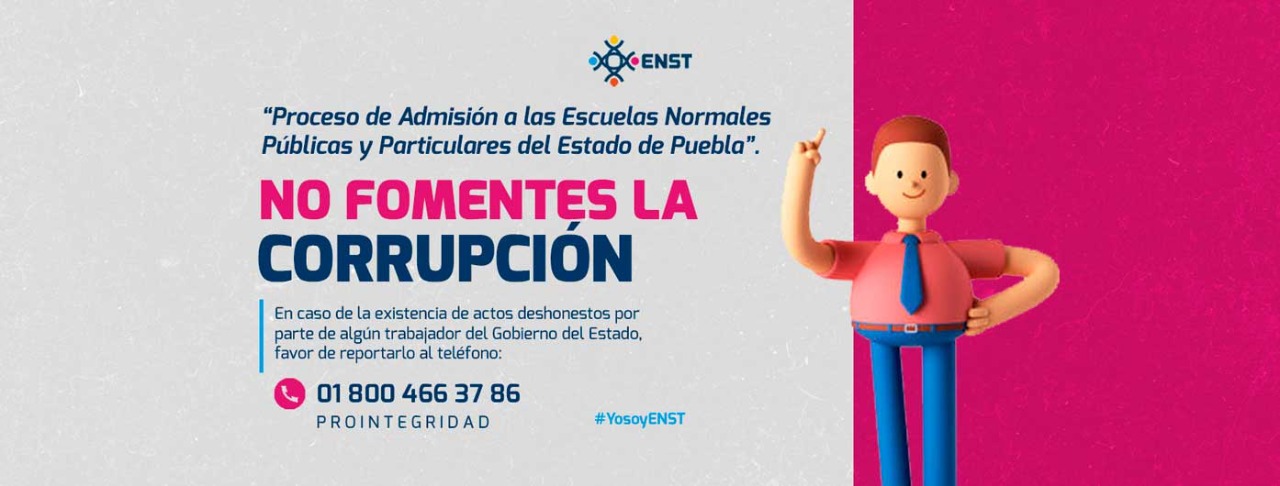 ENST
“Proceso de Admisión a las Escuelas Normales
Públicas y Particulares del Estado de Puebla”.
NO FOMENTES LA
CORRUPCIÓN
En caso de la existencia de actos deshonestos por
parte de algún trabajador del Gobierno del Estado,
favor de reportarlo al teléfono:
01 800 466 37 86
PROINTEGRIDAD
#YosoyENST